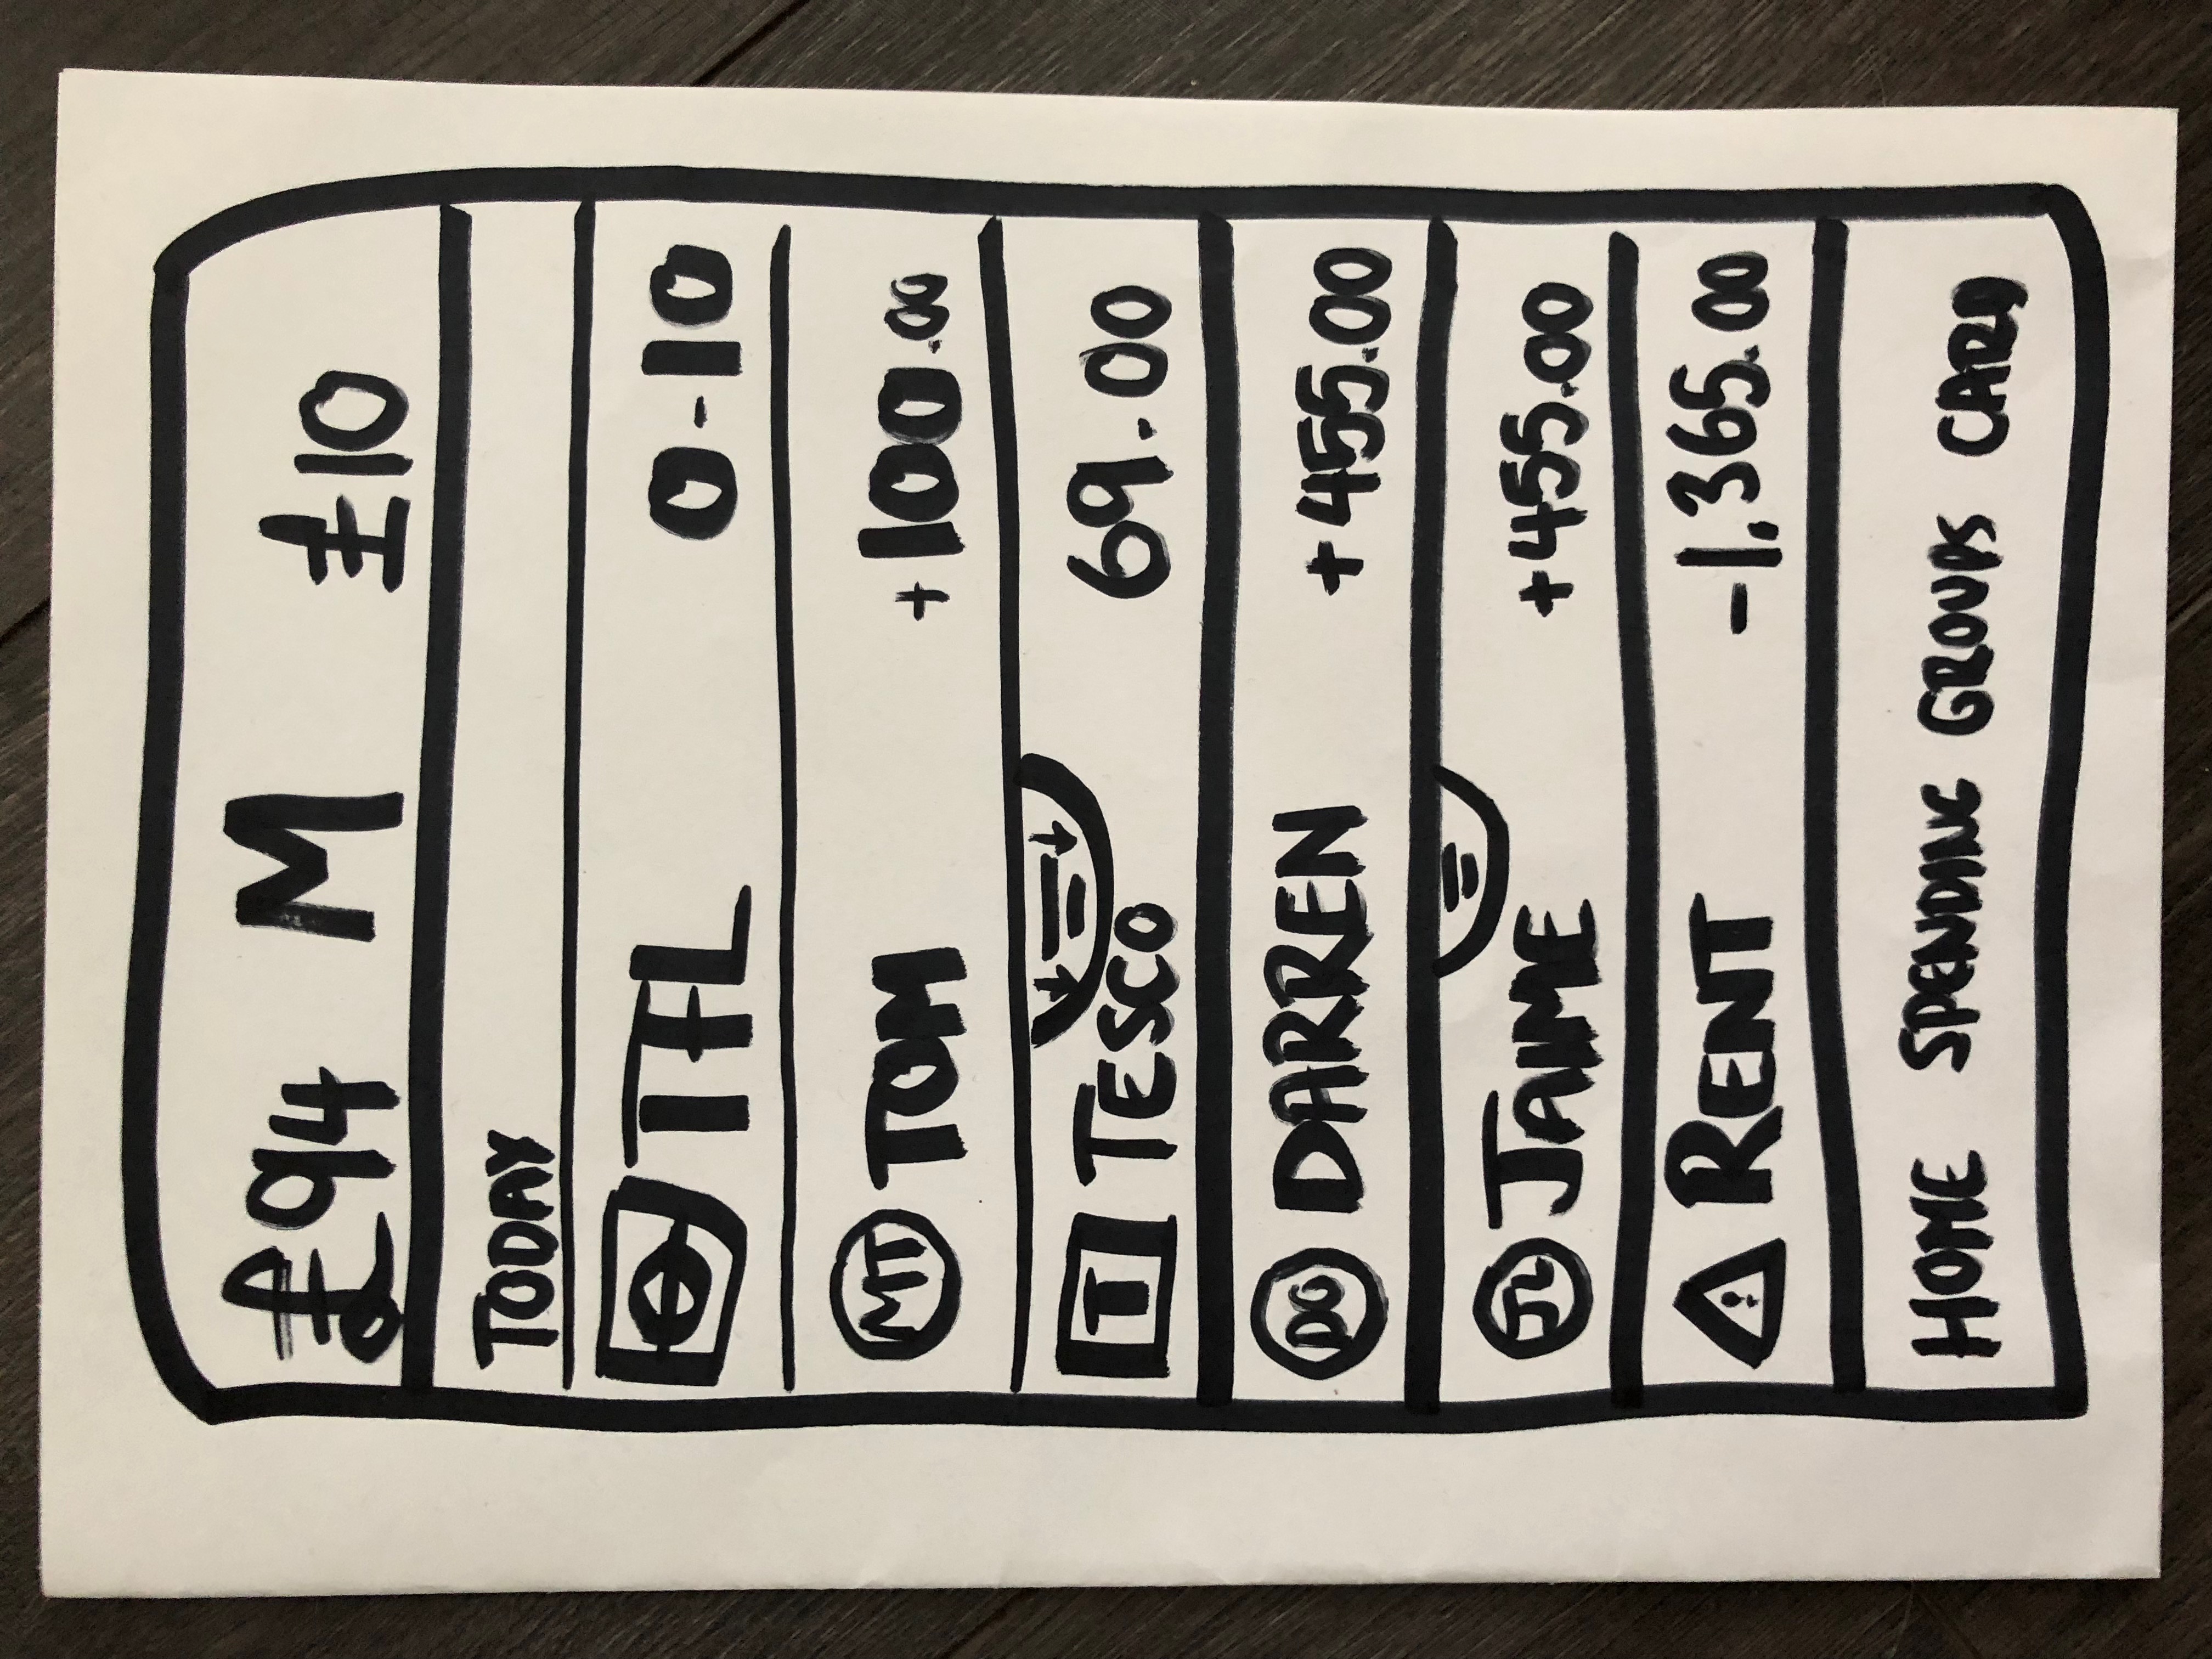 £94 M £10
TODAY
TFL 0-10
MT TOM +100.00
T TESCO 69.00
DO DARREN +455.00
JL JAIME +455.00
! RENT -1,365.00
HOME SPENDING GROUPS CARD